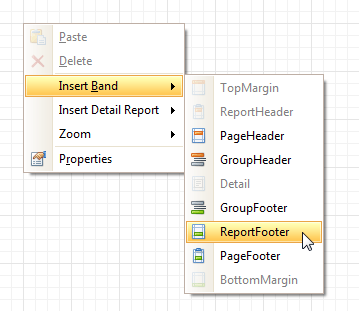 Paste
Delete
Insert Band
Insert Detail Report
Zoom
Properties
TopMargin
ReportHeader
PageHeader
GroupHeader
Detail
GroupFooter
ReportFooter
PageFooter
BottomMargin